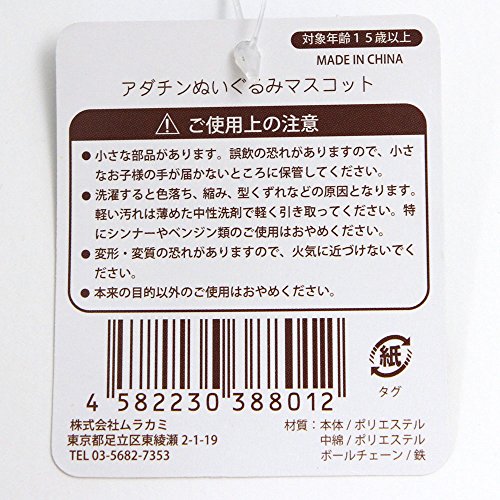 対象年齢15歳以上
MADE IN CHINA
アダチンぬいぐるみマスコット
ご使用上の注意
●小さな部品があります。誤飲の恐れがありますので、小さ
なお子様の手が届かないところに保管してください。
●洗濯すると色落ち、縮み、型くずれなどの原因となります。
軽い汚れは薄めた中性洗剤で軽く引き取ってください。特
にシンナーやベンジン類のご使用はおやめください。
●変形・変質の恐れがありますので、火気に近づけないでく
ださい。
●本来の目的以外のご使用はおやめください。
4 582230 388012
紙
タグ
株式会社ムラカミ
東京都足立区東綾瀬 2-1-19
TEL 03-5682-7353
材質：本体 / ポリエステル
中綿 / ポリエステル
ボールチェーン / 鉄